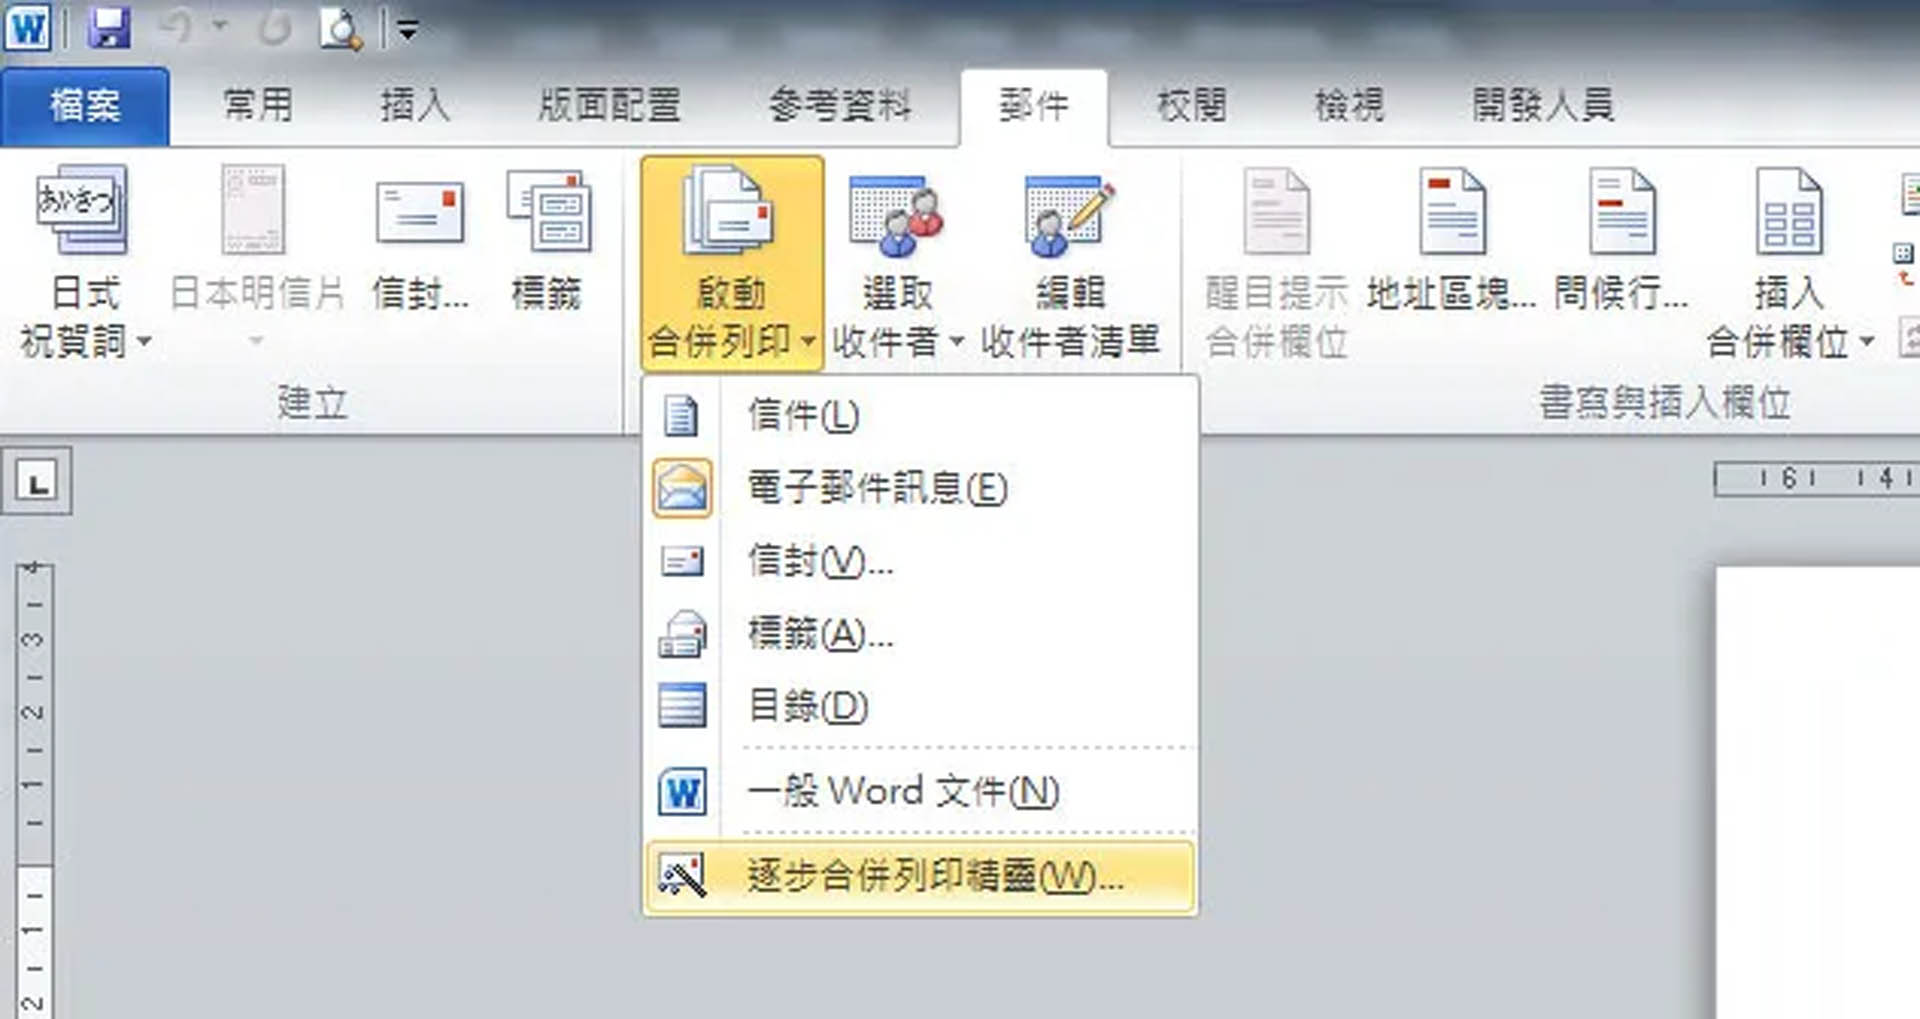 檔案 常用 插入 版面配置 參考資料 郵件 校閱 檢視 開發人員
あいさつ
日式
祝賀詞
日本明信片
信封...
標籤
建立
啟動
合併列印
選取
收件者
編輯
收件者清單
醒目提示
合併欄位
地址區塊...
問候行...
插入
合併欄位
書寫與插入欄位
信件(L)
電子郵件訊息(E)
信封(V)...
標籤(A)...
目錄(D)
一般 Word 文件(N)
逐步合併列印精靈(W)...
L
6 4
4
3
2
1
1
2